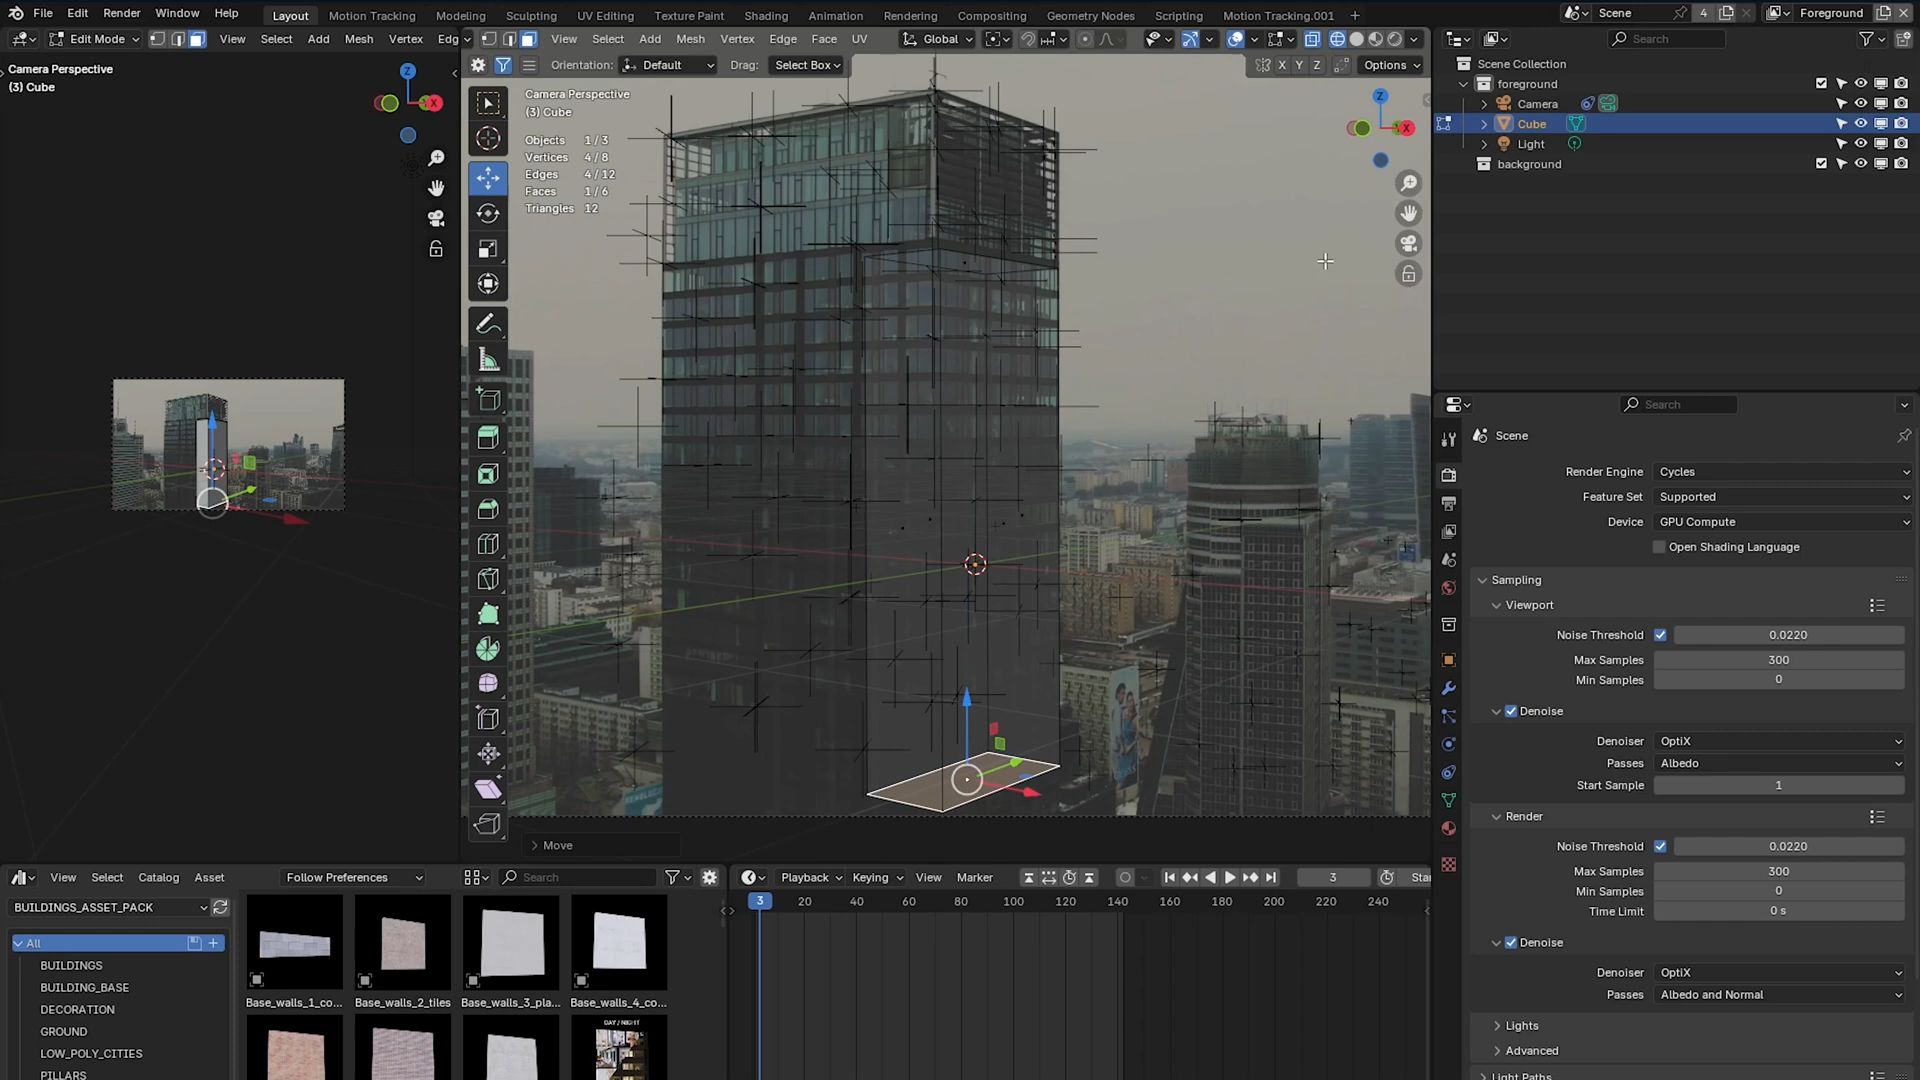 File Edit Render Window Help Layout Motion Tracking Modeling Sculpting UV Editing Texture Paint Shading Animation Rendering Compositing Geometry Nodes Scripting Motion Tracking.001 + Scene 4 Foreground
Edit Mode View Select Add Mesh Vertex Edg View Select Add Mesh Vertex Edge Face UV Global Search
Orientation: Default Drag: Select Box X Y Z Options
Camera Perspective
(3) Cube
Z
X
Camera Perspective
(3) Cube
Objects 1 / 3
Vertices 4 / 8
Edges 4 / 12
Faces 1 / 6
Triangles 12
Z
X
Move
Scene Collection
foreground
Camera
Cube
Light
background
Search
Scene
Render Engine Cycles
Feature Set Supported
Device GPU Compute
Open Shading Language
Sampling
Viewport
Noise Threshold 0.0220
Max Samples 300
Min Samples 0
Denoise
Denoiser OptiX
Passes Albedo
Start Sample 1
Render
Noise Threshold 0.0220
Max Samples 300
Min Samples 0
Time Limit 0 s
Denoise
Denoiser OptiX
Passes Albedo and Normal
Lights
Advanced
Light Paths
View Select Catalog Asset Follow Preferences Search
BUILDINGS_ASSET_PACK
All
BUILDINGS
BUILDING_BASE
DECORATION
GROUND
LOW_POLY_CITIES
PILLARS
Base_walls_1_co... Base_walls_2_tiles Base_walls_3_pla... Base_walls_4_co...
DAY / NIGHT
Playback Keying View Marker 3 Star
3 20 40 60 80 100 120 140 160 180 200 220 240